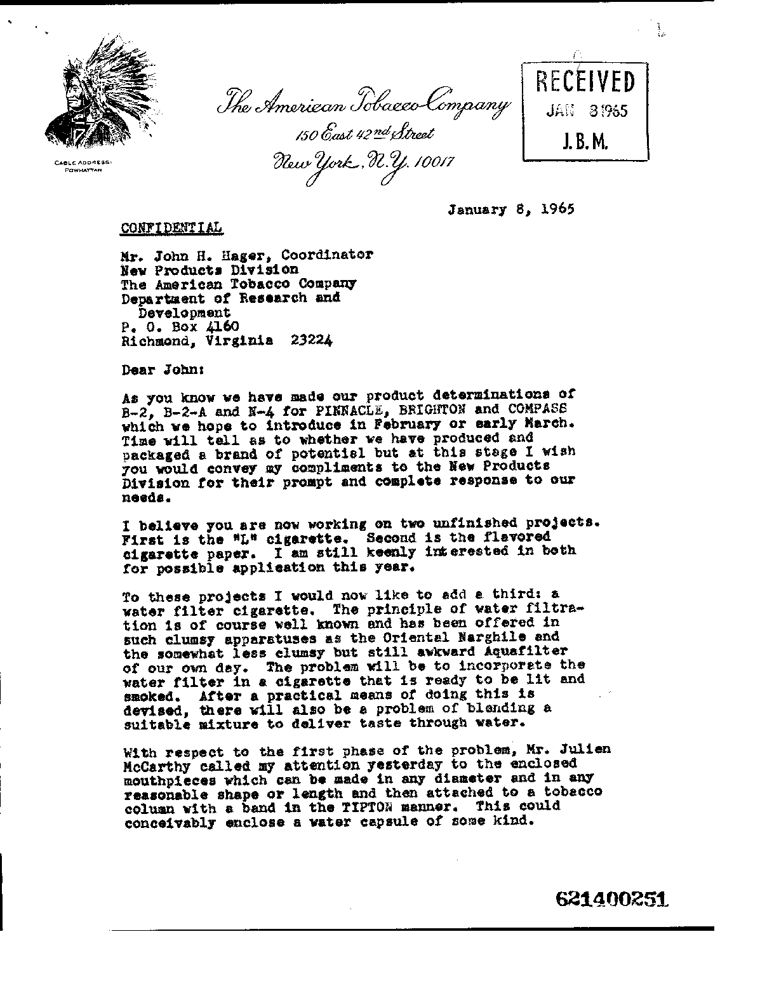 The American Tobacco Company
150 East 42nd Street
New York, N.Y. 10017
CABLE ADDRESS:
POWHATTAN
RECEIVED
JAN 8 1965
J.B.M.
January 8, 1965
CONFIDENTIAL
Mr. John H. Hager, Coordinator
New Products Division
The American Tobacco Company
Department of Research and
Development
P. O. Box 4160
Richmond, Virginia 23224
Dear John:
As you know we have made our product determinations of
B-2, B-2-A and N-4 for PINNACLE, BRIGHTON and COMPASS
which we hope to introduce in February or early March.
Time will tell as to whether we have produced and
packaged a brand of potential but at this stage I wish
you would convey my compliments to the New Products
Division for their prompt and complete response to our
needs.
I believe you are now working on two unfinished projects.
First is the "L" cigarette. Second is the flavored
cigarette paper. I am still keenly interested in both
for possible application this year.
To these projects I would now like to add a third: a
water filter cigarette. The principle of water filtra-
tion is of course well known and has been offered in
such clumsy apparatuses as the Oriental Narghile and
the somewhat less clumsy but still awkward Aquafilter
of our own day. The problem will be to incorporate the
water filter in a cigarette that is ready to be lit and
smoked. After a practical means of doing this is
devised, there will also be a problem of blending a
suitable mixture to deliver taste through water.
With respect to the first phase of the problem, Mr. Julien
McCarthy called my attention yesterday to the enclosed
mouthpieces which can be made in any diameter and in any
reasonable shape or length and then attached to a tobacco
column with a band in the TIPTON manner. This could
conceivably enclose a water capsule of some kind.
621400251